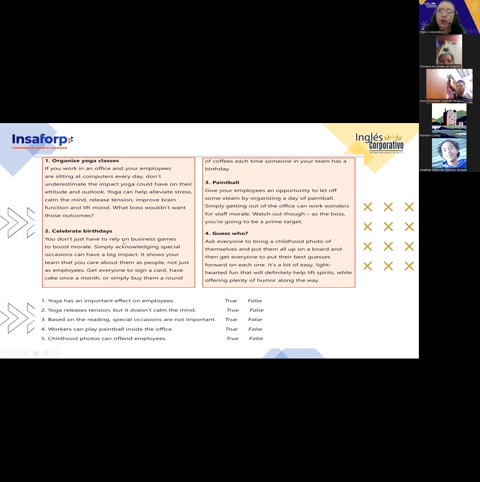 Insaforp
Inglés
Corporativo
1. Organize yoga classes
If you work in an office and your employees
are sitting at computers every day, don't
underestimate the impact yoga could have on their
attitude and outlook. Yoga can help alleviate stress,
calm the mind, release tension, improve brain
function and lift mood. What boss wouldn't want
those outcomes?
2. Celebrate birthdays
You don't just have to rely on business games
to boost morale. Simply acknowledging special
occasions can have a big impact. It shows your
team that you care about them as people, not just
as employees. Get everyone to sign a card, have
cake once a month, or simply buy them a round
of coffees each time someone in your team has a
birthday.
3. Paintball
Give your employees an opportunity to let off
some steam by organizing a day of paintball.
Simply getting out of the office can work wonders
for staff morale. Watch out though – as the boss,
you're going to be a prime target.
4. Guess who?
Ask everyone to bring a childhood photo of
themselves and put them all up on a board and
then get everyone to put their best guesses
forward on each one. It's a bit of easy, light-
hearted fun that will definitely help lift spirits, while
offering plenty of humor along the way.
1. Yoga has an important effect on employees. True False
2. Yoga releases tension, but it doesn't calm the mind. True False
3. Based on the reading, special occasions are not important. True False
4. Workers can play paintball inside the office. True False
5. Childhood photos can offend employees. True False